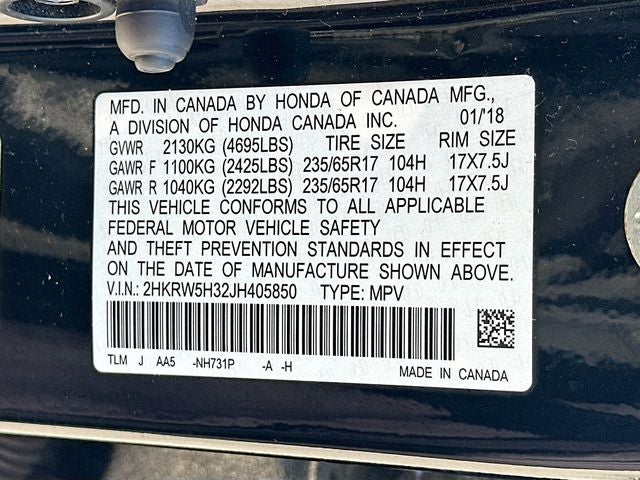 MFD. IN CANADA BY HONDA OF CANADA MFG.,
A DIVISION OF HONDA CANADA INC. 01/'18
GVWR 2130KG (4695LBS) TIRE SIZE RIM SIZE
GAWR F 1100KG (2425LBS) 235/65R17 104H 17X7.5J
GAWR R 1040KG (2292LBS) 235/65R17 104H 17X7.5J
THIS VEHICLE CONFORMS TO ALL APPLICABLE
FEDERAL MOTOR VEHICLE SAFETY
AND THEFT PREVENTION STANDARDS IN EFFECT
ON THE DATE OF MANUFACTURE SHOWN ABOVE.
V.I.N.: 2HKRW5H32JH405850 TYPE: MPV
TLM J AA5 -NH731P -A -H
MADE IN CANADA